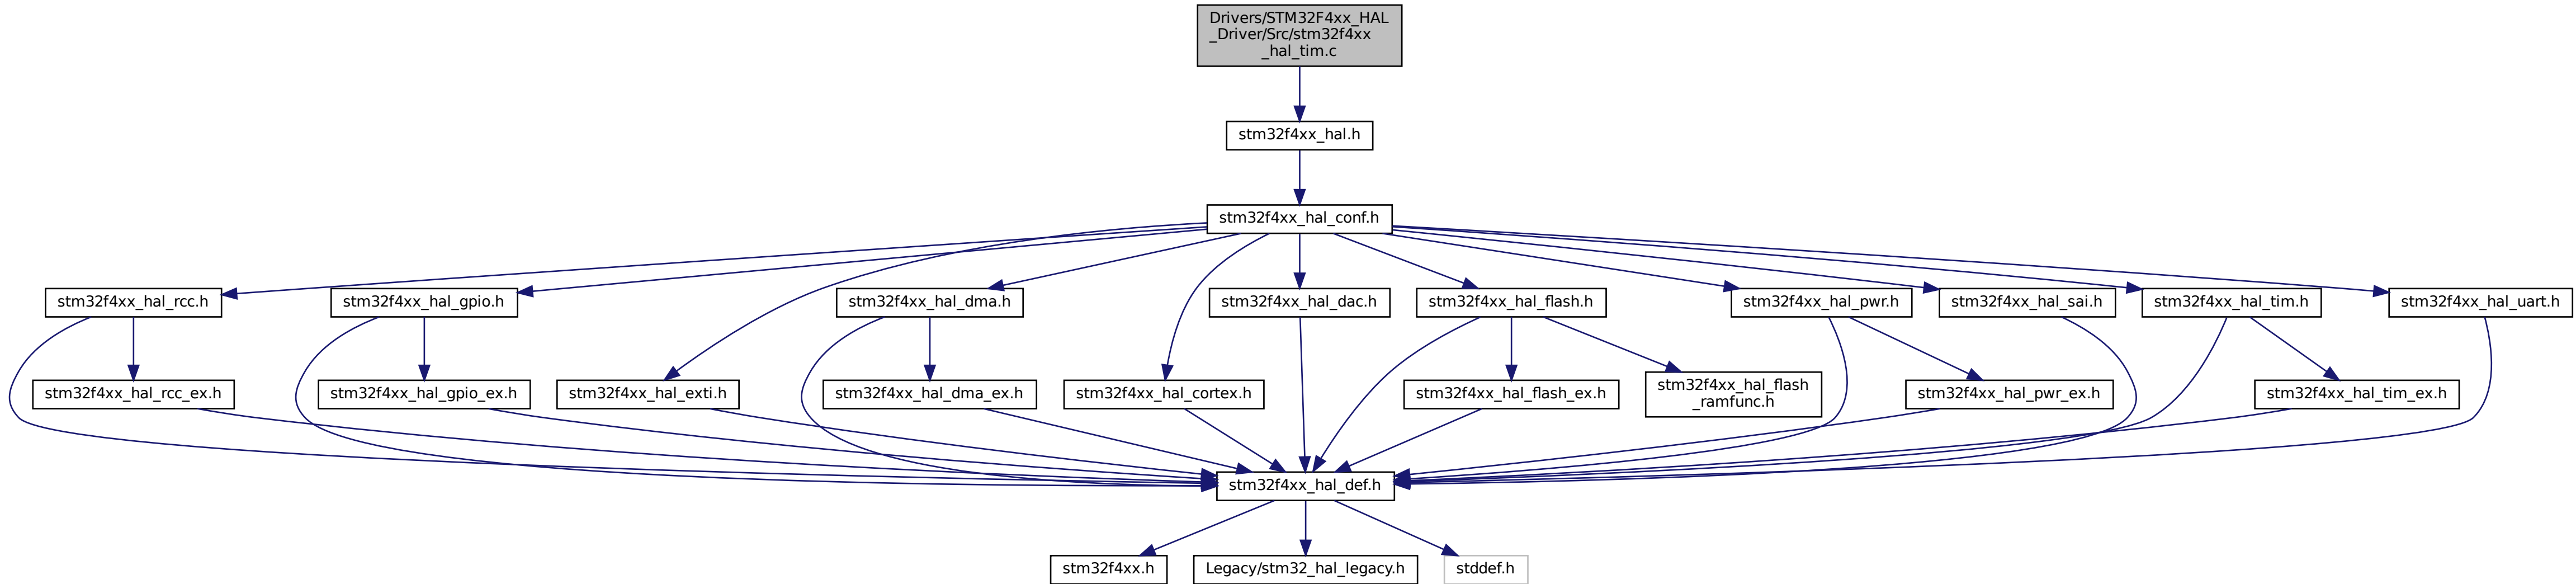 Drivers/STM32F4xx_HAL
_Driver/Src/stm32f4xx
_hal_tim.c
stm32f4xx_hal.h
stm32f4xx_hal_conf.h
stm32f4xx_hal_rcc.h
stm32f4xx_hal_gpio.h
stm32f4xx_hal_dma.h
stm32f4xx_hal_dac.h
stm32f4xx_hal_flash.h
stm32f4xx_hal_pwr.h
stm32f4xx_hal_sai.h
stm32f4xx_hal_tim.h
stm32f4xx_hal_uart.h
stm32f4xx_hal_rcc_ex.h
stm32f4xx_hal_gpio_ex.h
stm32f4xx_hal_exti.h
stm32f4xx_hal_dma_ex.h
stm32f4xx_hal_cortex.h
stm32f4xx_hal_flash_ex.h
stm32f4xx_hal_flash
_ramfunc.h
stm32f4xx_hal_pwr_ex.h
stm32f4xx_hal_tim_ex.h
stm32f4xx_hal_def.h
stm32f4xx.h
Legacy/stm32_hal_legacy.h
stddef.h